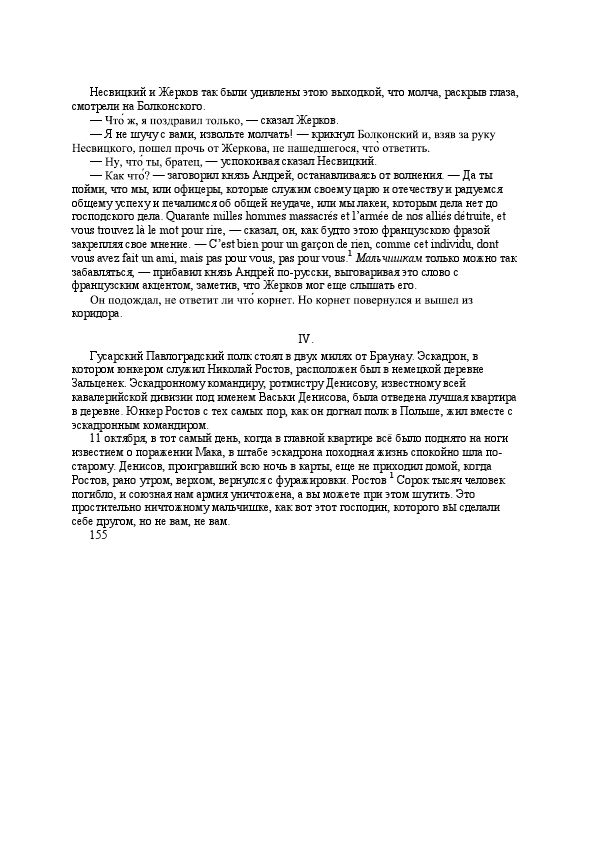 Несвицкий и Жерков так были удивлены этою выходкой, что молча, раскрыв глаза,
смотрели на Болконского.
— Что́ ж, я поздравил только, — сказал Жерков.
— Я не шучу с вами, извольте молчать! — крикнул Болконский и, взяв за руку
Несвицкого, пошел прочь от Жеркова, не нашедшегося, что́ ответить.
— Ну, что́ ты, братец, — успокоивая сказал Несвицкий.
— Как что́? — заговорил князь Андрей, останавливаясь от волнения. — Да ты
пойми, что мы, или офицеры, которые служим своему царю и отечеству и радуемся
общему успеху и печалимся об общей неудаче, или мы лакеи, которым дела нет до
господского дела. Quarante milles hommes massacrés et l’armée de nos alliés détruite, et
vous trouvez là le mot pour rire, — сказал, он, как будто этою французскою фразой
закрепляя свое мнение. — C’est bien pour un garçon de rien, comme cet individu, dont
vous avez fait un ami, mais pas pour vous, pas pour vous.¹ Мальчишкам только можно так
забавляться, — прибавил князь Андрей по-русски, выговаривая это слово с
французским акцентом, заметив, что Жерков мог еще слышать его.
Он подождал, не ответит ли что́ корнет. Но корнет повернулся и вышел из
коридора.
IV.
Гусарский Павлоградский полк стоял в двух милях от Браунау. Эскадрон, в
котором юнкером служил Николай Ростов, расположен был в немецкой деревне
Зальценек. Эскадронному командиру, ротмистру Денисову, известному всей
кавалерийской дивизии под именем Васьки Денисова, была отведена лучшая квартира
в деревне. Юнкер Ростов с тех самых пор, как он догнал полк в Польше, жил вместе с
эскадронным командиром.
11 октября, в тот самый день, когда в главной квартире всё было поднято на ноги
известием о поражении Мака, в штабе эскадрона походная жизнь спокойно шла по-
старому. Денисов, проигравший всю ночь в карты, еще не приходил домой, когда
Ростов, рано утром, верхом, вернулся с фуражировки. Ростов ¹ Сорок тысяч человек
погибло, и союзная нам армия уничтожена, а вы можете при этом шутить. Это
простительно ничтожному мальчишке, как вот этот господин, которого вы сделали
себе другом, но не вам, не вам.
155